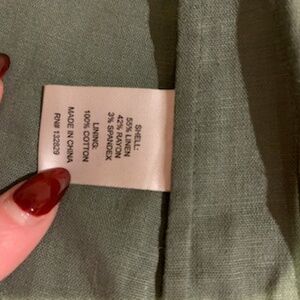 SHELL:
55% LINEN
42% RAYON
3% SPANDEX
LINING:
100% COTTON
MADE IN CHINA
RN# 132829